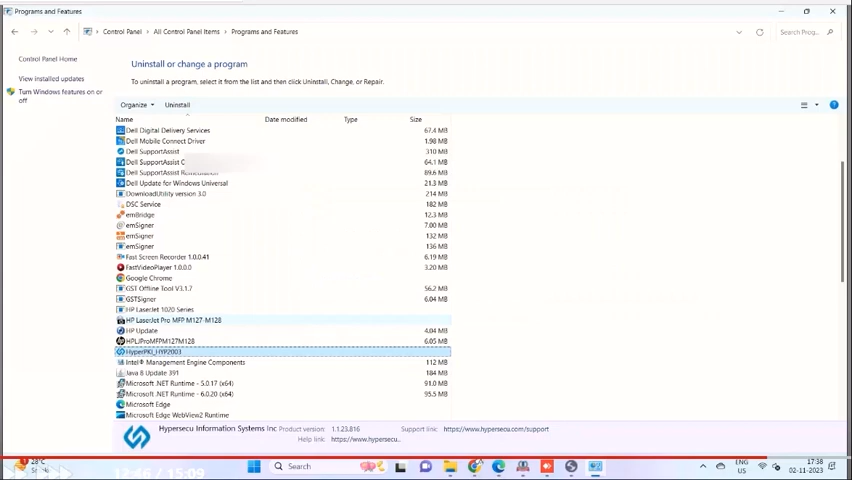 Programs and Features
Control Panel > All Control Panel Items > Programs and Features
Search Prog...
Control Panel Home
View installed updates
Turn Windows features on or
off
Uninstall or change a program
To uninstall a program, select it from the list and then click Uninstall, Change, or Repair.
Organize Uninstall
Name Date modified Type Size
Dell Digital Delivery Services 67.4 MB
Dell Mobile Connect Driver 1.98 MB
Dell SupportAssist 310 MB
Dell SupportAssist 64.1 MB
Dell SupportAssist Remediation 89.6 MB
Dell Update for Windows Universal 21.3 MB
DownloadUtility version 3.0 214 MB
DSC Service 182 MB
emBridge 12.3 MB
emSigner 7.00 MB
emSigner 132 MB
emSigner 136 MB
Fast Screen Recorder 1.0.0.41 6.19 MB
FastVideoPlayer 1.0.0.0 3.20 MB
Google Chrome
GST Offline Tool V3.1.7 56.2 MB
GSTSigner 6.04 MB
HP LaserJet 1020 Series
HP LaserJet Pro MFP M127-M128
HP Update 4.04 MB
HPLJProMFPM127M128 6.05 MB
HyperPKI_HYP2003
Intel® Management Engine Components 112 MB
Java 8 Update 391 184 MB
Microsoft .NET Runtime - 5.0.17 (x64) 91.0 MB
Microsoft .NET Runtime - 6.0.20 (x64) 95.5 MB
Microsoft Edge
Microsoft Edge WebView2 Runtime
Hypersecu Information Systems Inc Product version: 1.1.23.816 Support link: https://www.hypersecu.com/support
Help link: https://www.hypersecu...
28°C
12:46 / 15:09
Search
ENG
UC
17:38
02-11-2023